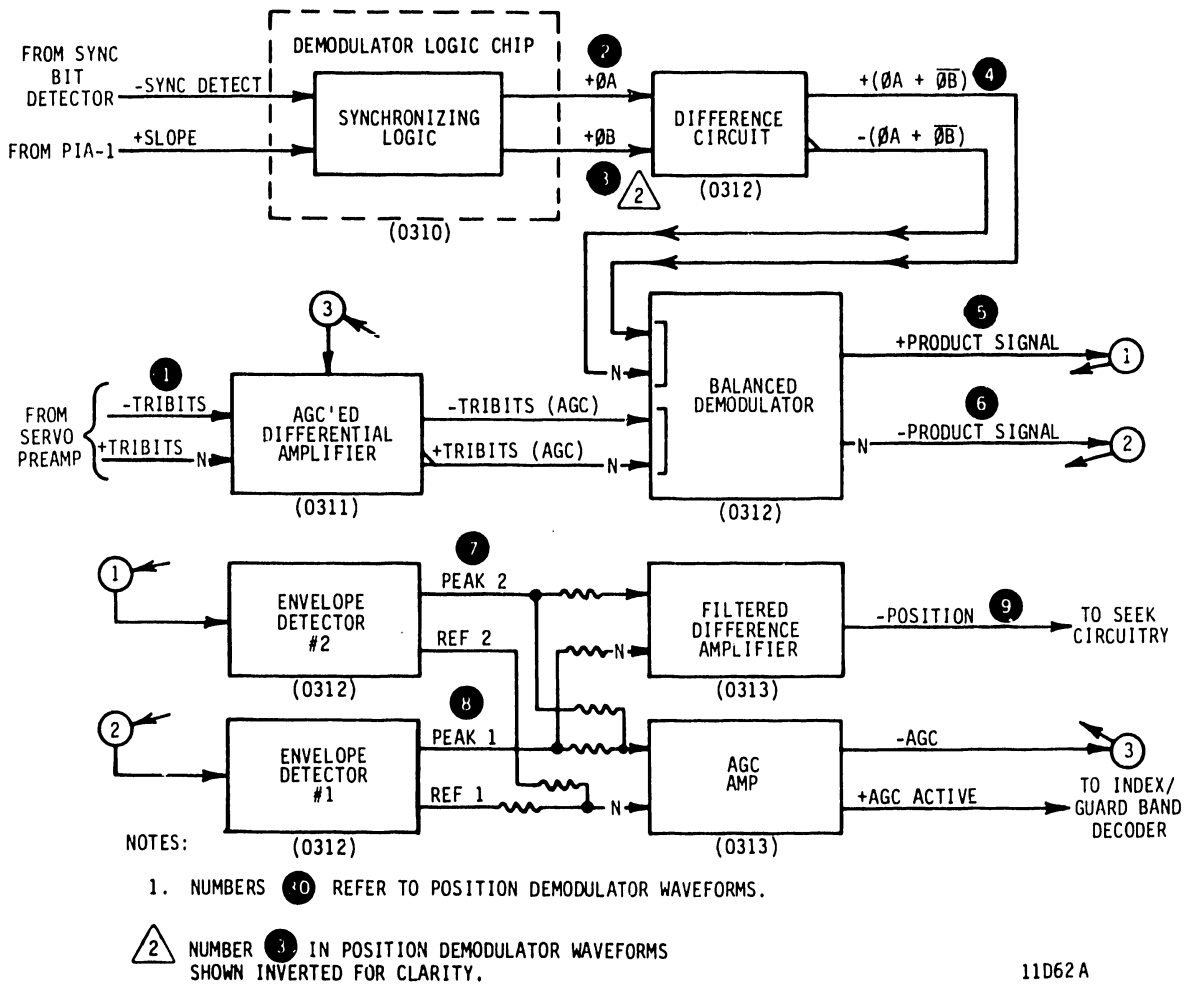 DEMODULATOR LOGIC CHIP
FROM SYNC
BIT
DETECTOR
-SYNC DETECT
FROM PIA-1
+SLOPE
SYNCHRONIZING
LOGIC
(0310)
2
+ØA
+ØB
3
2
DIFFERENCE
CIRCUIT
(0312)
+(ØA + Ø̅B̅)
4
-(ØA + Ø̅B̅)
3
1
FROM
SERVO
PREAMP
-TRIBITS
+TRIBITS
N
AGC'ED
DIFFERENTIAL
AMPLIFIER
(0311)
-TRIBITS (AGC)
+TRIBITS (AGC)
N
N
BALANCED
DEMODULATOR
(0312)
5
+PRODUCT SIGNAL
1
6
N
-PRODUCT SIGNAL
2
1
ENVELOPE
DETECTOR
#2
(0312)
7
PEAK 2
REF 2
N
FILTERED
DIFFERENCE
AMPLIFIER
(0313)
-POSITION
9
TO SEEK
CIRCUITRY
2
ENVELOPE
DETECTOR
#1
(0312)
8
PEAK 1
REF 1
N
AGC
AMP
(0313)
-AGC
3
+AGC ACTIVE
TO INDEX/
GUARD BAND
DECODER
NOTES:
1. NUMBERS REFER TO POSITION DEMODULATOR WAVEFORMS.
2 NUMBER 3 IN POSITION DEMODULATOR WAVEFORMS
SHOWN INVERTED FOR CLARITY.
11D62A